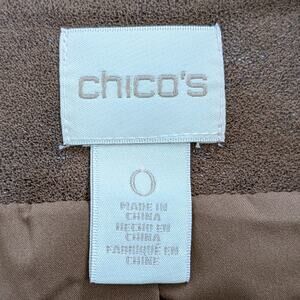 chico's
0
MADE IN
CHINA
HECHO EN
CHINA
FABRIQUÉ EN
CHINE